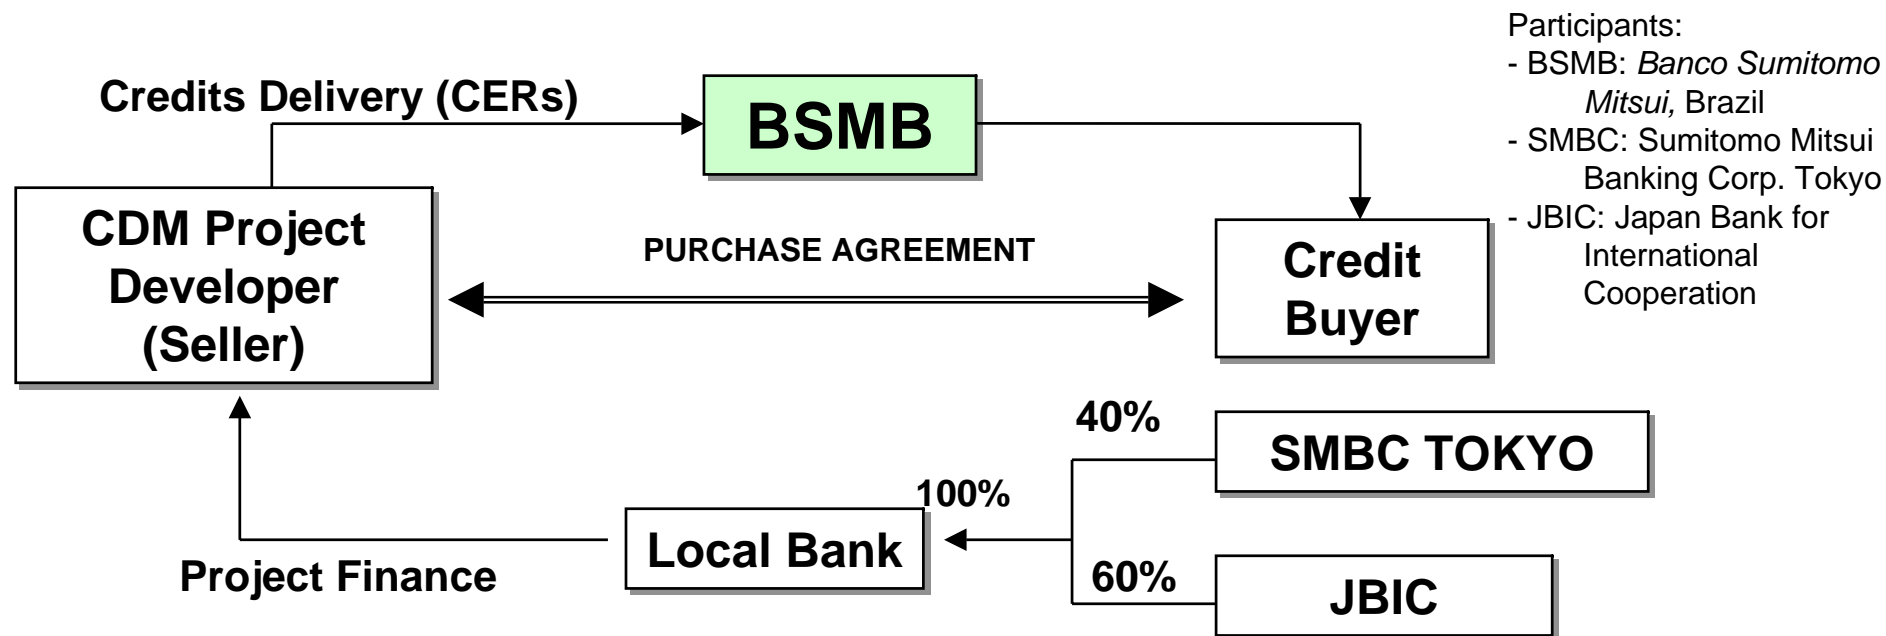 Participants:
- BSMB: Banco Sumitomo
Mitsui, Brazil
- SMBC: Sumitomo Mitsui
Banking Corp. Tokyo
- JBIC: Japan Bank for
International
Cooperation
Credits Delivery (CERs)
BSMB
CDM Project
Developer
(Seller)
PURCHASE AGREEMENT
Credit
Buyer
40%
SMBC TOKYO
100%
Local Bank
Project Finance
60%
JBIC